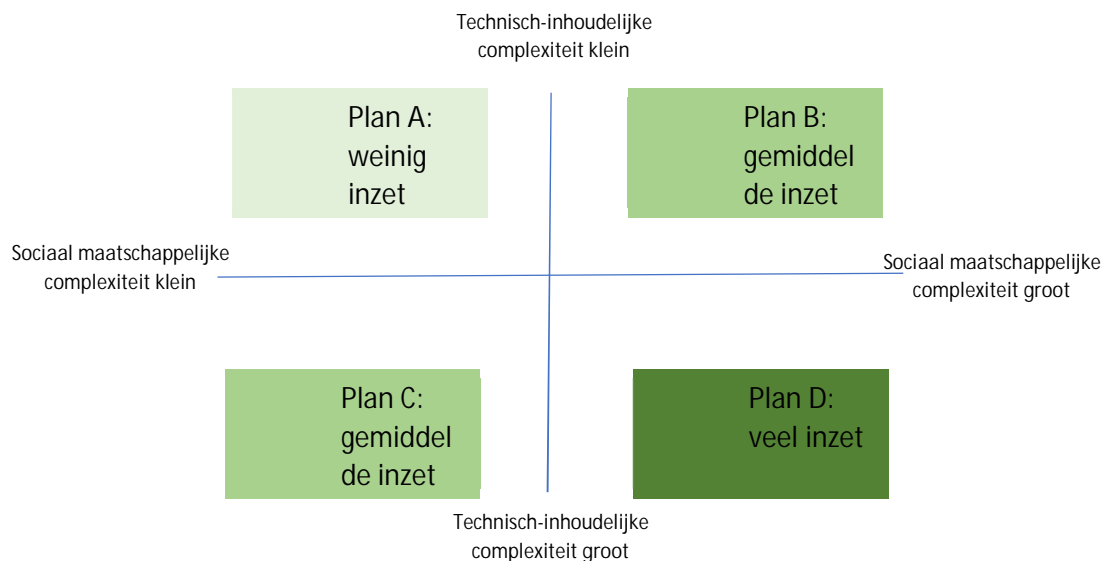 Technisch-inhoudelijke
complexiteit klein
Plan A:
weinig
inzet
Plan B:
gemiddel
de inzet
Sociaal maatschappelijke
complexiteit klein
Sociaal maatschappelijke
complexiteit groot
Plan C:
gemiddel
de inzet
Plan D:
veel inzet
Technisch-inhoudelijke
complexiteit groot